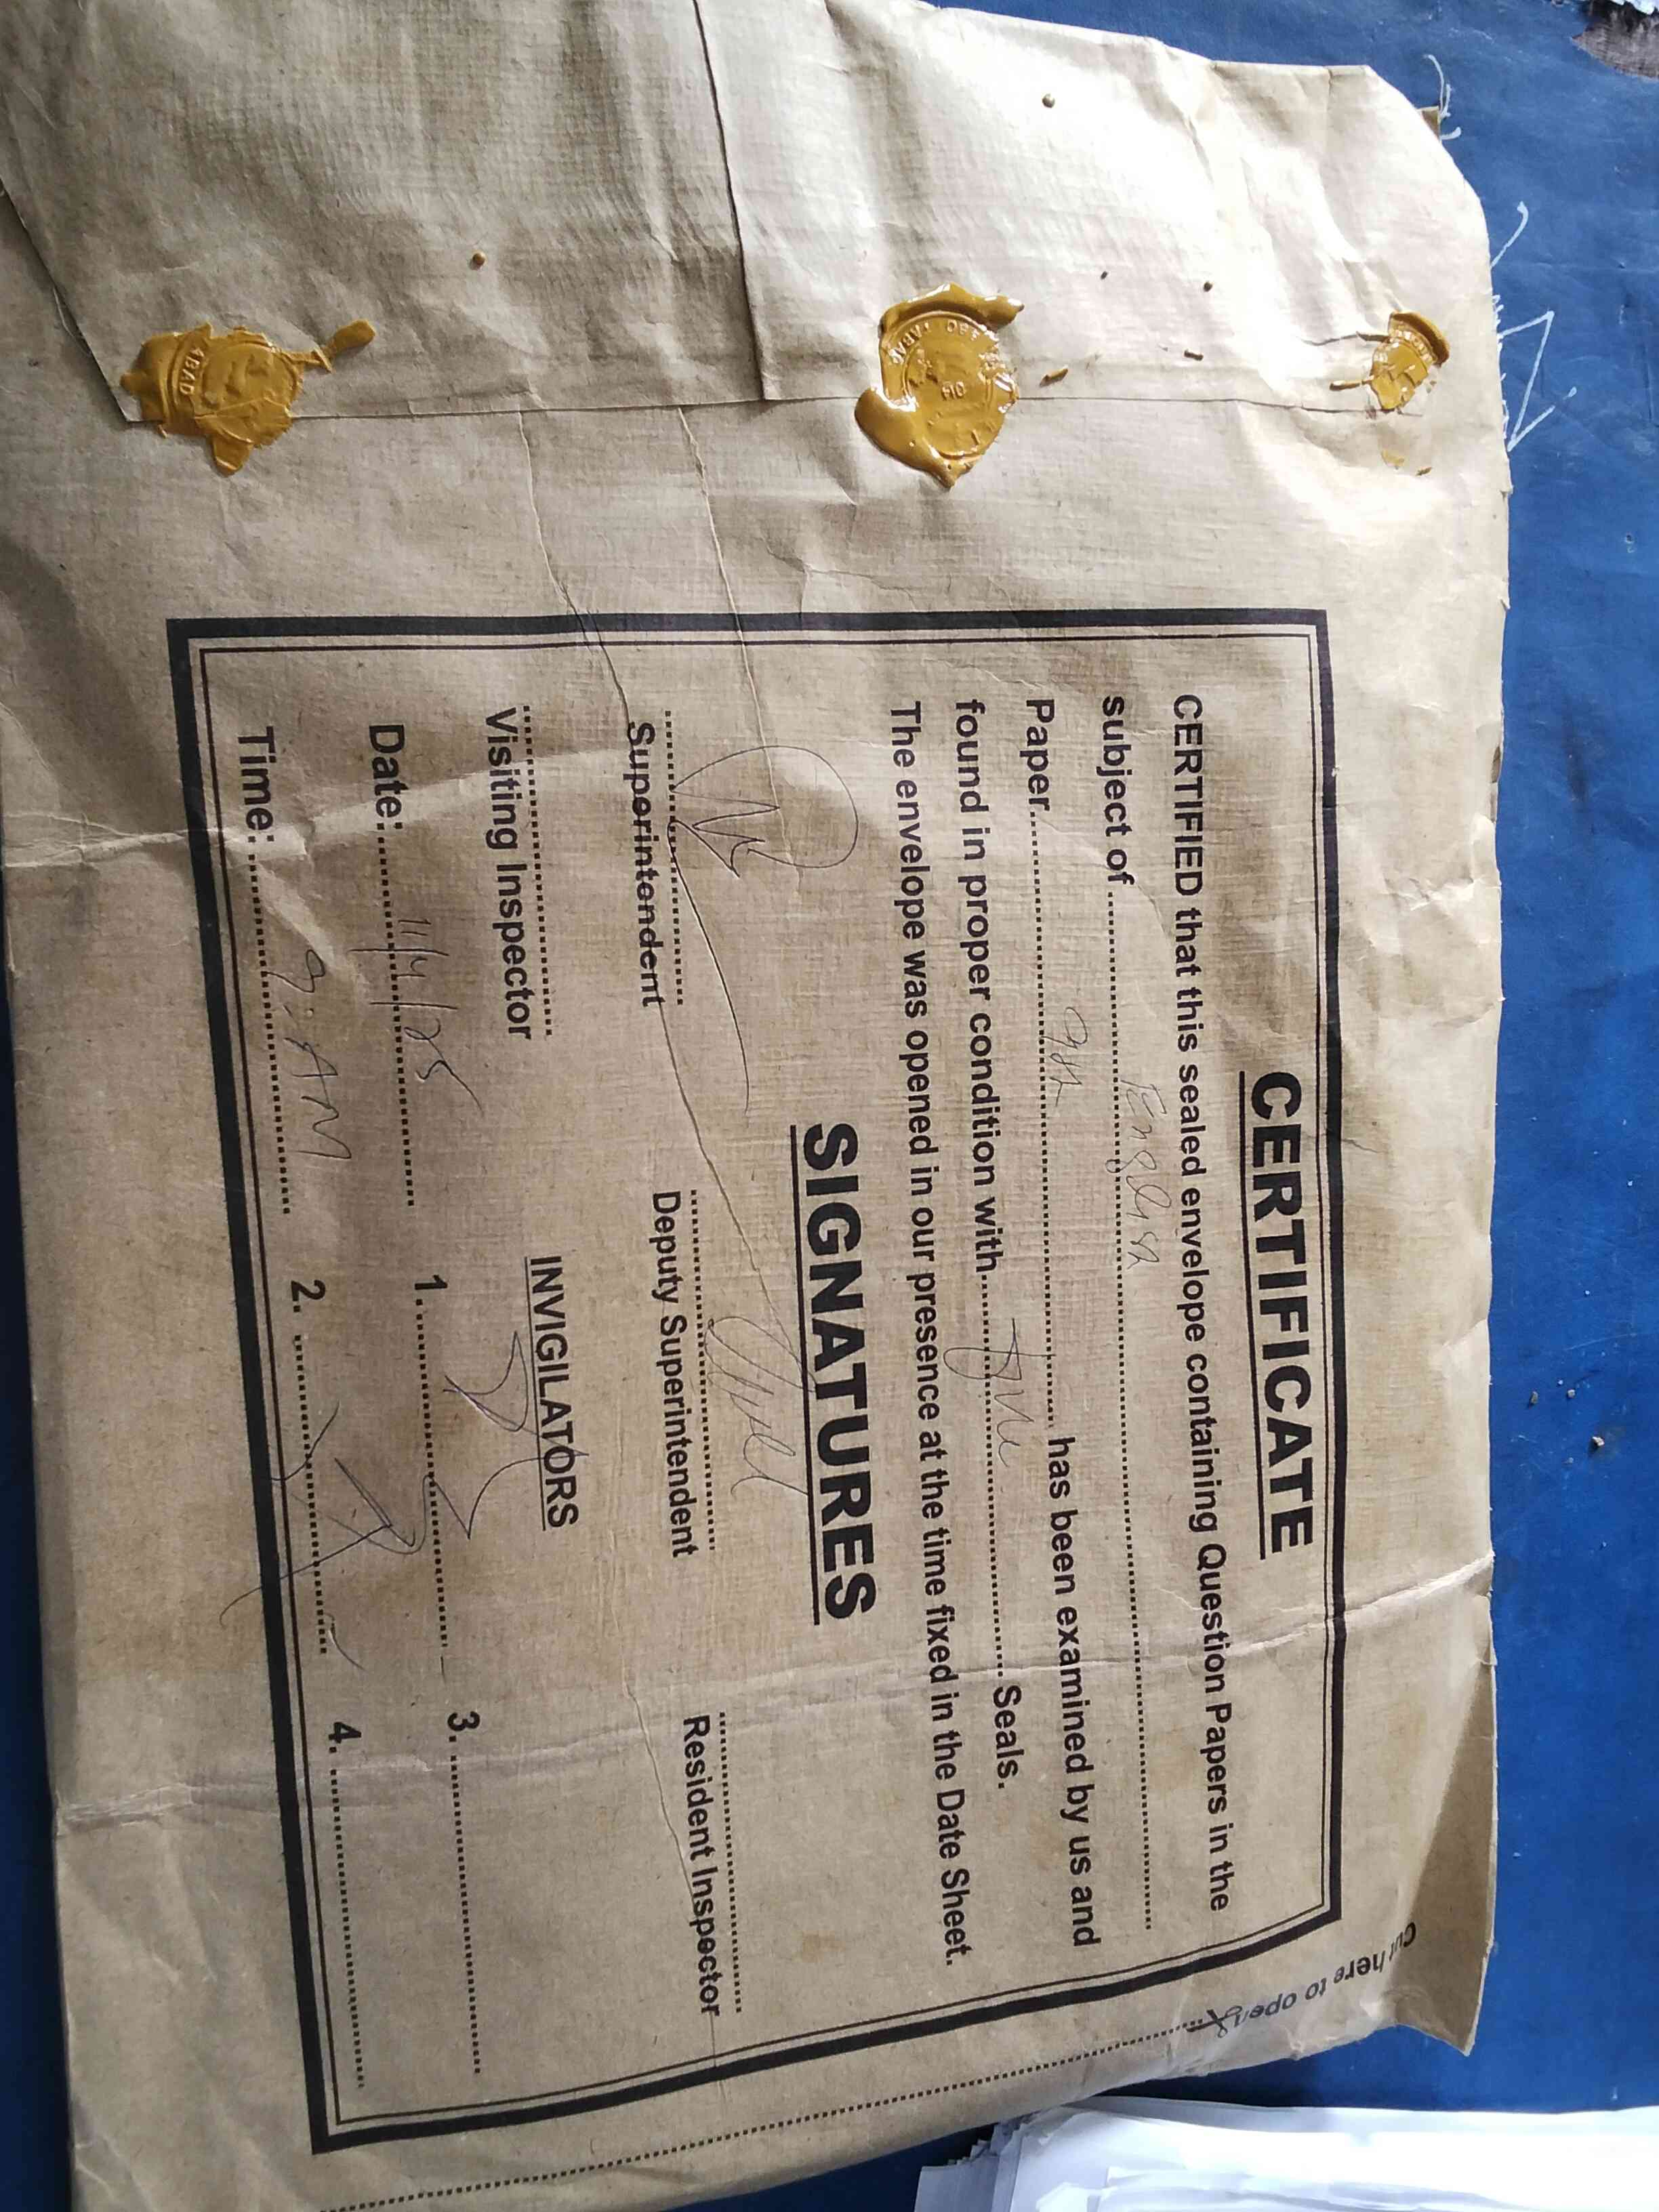 CERTIFICATE
CERTIFIED that this sealed envelope containing Question Papers in the
subject of English
Paper 9th has been examined by us and
found in proper condition with Seals.
The envelope was opened in our presence at the time fixed in the Date Sheet.
SIGNATURES
Superintendent Deputy Superintendent Resident Inspector
Visiting Inspector
INVIGILATORS
Date: 11/4/25 1. 3.
Time: 9: AM 2. 4.
Cut here to open
ABAD
ABAD